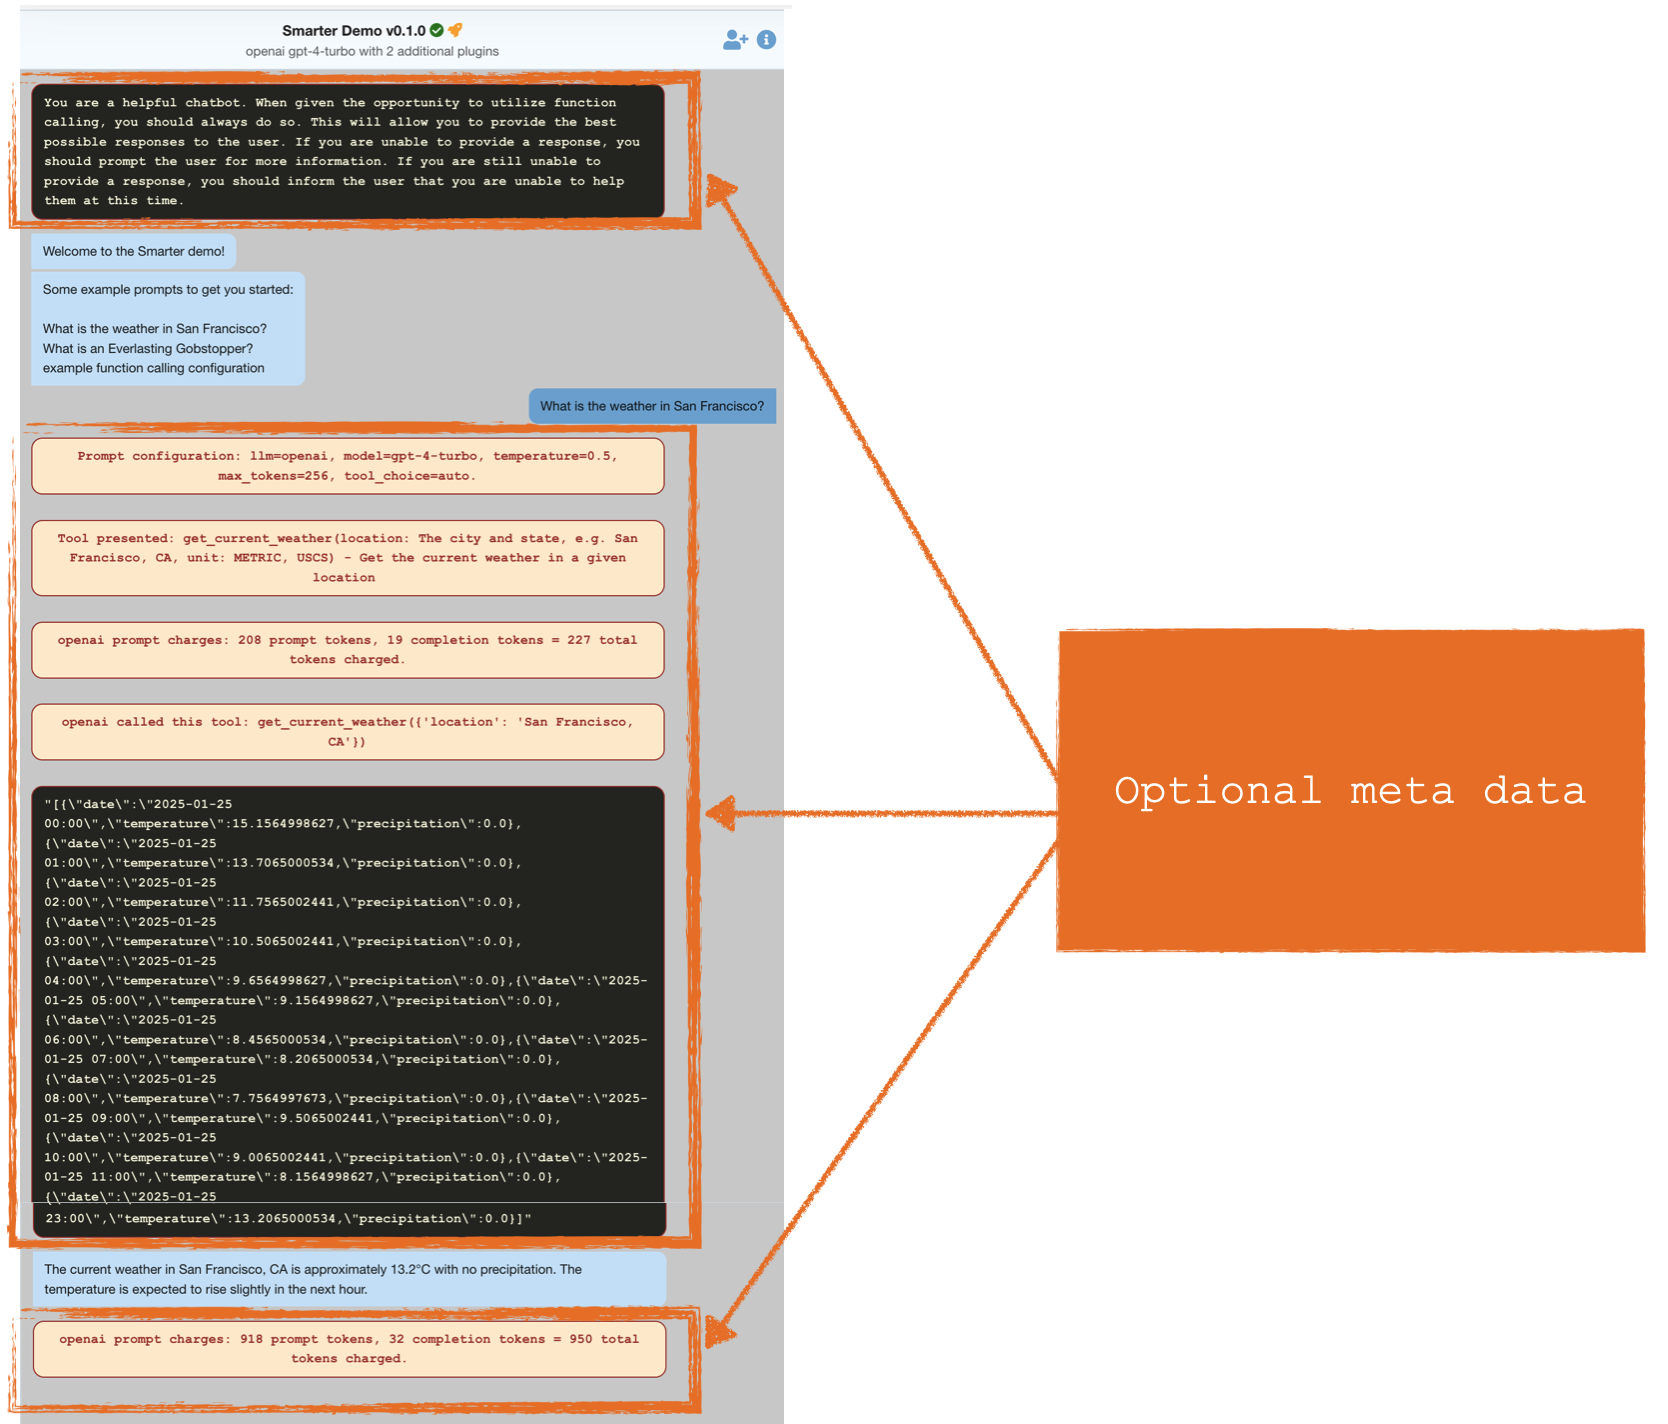 Smarter Demo v0.1.0
openai gpt-4-turbo with 2 additional plugins
You are a helpful chatbot. When given the opportunity to utilize function
calling, you should always do so. This will allow you to provide the best
possible responses to the user. If you are unable to provide a response, you
should prompt the user for more information. If you are still unable to
provide a response, you should inform the user that you are unable to help
them at this time.
Welcome to the Smarter demo!
Some example prompts to get you started:
What is the weather in San Francisco?
What is an Everlasting Gobstopper?
example function calling configuration
What is the weather in San Francisco?
Prompt configuration: llm=openai, model=gpt-4-turbo, temperature=0.5,
max_tokens=256, tool_choice=auto.
Tool presented: get_current_weather(location: The city and state, e.g. San
Francisco, CA, unit: METRIC, USCS) - Get the current weather in a given
location
openai prompt charges: 208 prompt tokens, 19 completion tokens = 227 total
tokens charged.
openai called this tool: get_current_weather({'location': 'San Francisco,
CA'})
"[{\"date\":\"2025-01-25
00:00\",\"temperature\":15.1564998627,\"precipitation\":0.0},
{\"date\":\"2025-01-25
01:00\",\"temperature\":13.7065000534,\"precipitation\":0.0},
{\"date\":\"2025-01-25
02:00\",\"temperature\":11.7565002441,\"precipitation\":0.0},
{\"date\":\"2025-01-25
03:00\",\"temperature\":10.5065002441,\"precipitation\":0.0},
{\"date\":\"2025-01-25
04:00\",\"temperature\":9.6564998627,\"precipitation\":0.0},{\"date\":\"2025-
01-25 05:00\",\"temperature\":9.1564998627,\"precipitation\":0.0},
{\"date\":\"2025-01-25
06:00\",\"temperature\":8.4565000534,\"precipitation\":0.0},{\"date\":\"2025-
01-25 07:00\",\"temperature\":8.2065000534,\"precipitation\":0.0},
{\"date\":\"2025-01-25
08:00\",\"temperature\":7.7564997673,\"precipitation\":0.0},{\"date\":\"2025-
01-25 09:00\",\"temperature\":9.5065002441,\"precipitation\":0.0},
{\"date\":\"2025-01-25
10:00\",\"temperature\":9.0065002441,\"precipitation\":0.0},{\"date\":\"2025-
01-25 11:00\",\"temperature\":8.1564998627,\"precipitation\":0.0},
{\"date\":\"2025-01-25
23:00\",\"temperature\":13.2065000534,\"precipitation\":0.0}]"
The current weather in San Francisco, CA is approximately 13.2°C with no precipitation. The
temperature is expected to rise slightly in the next hour.
openai prompt charges: 918 prompt tokens, 32 completion tokens = 950 total
tokens charged.
Optional meta data